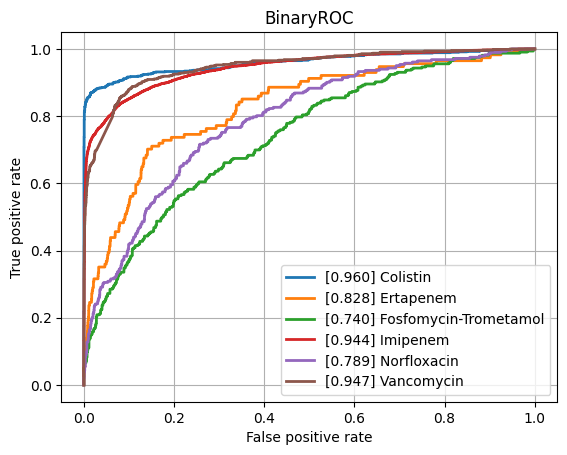 BinaryROC
True positive rate
1.0
0.8
0.6
0.4
0.2
0.0
[0.960] Colistin
[0.828] Ertapenem
[0.740] Fosfomycin-Trometamol
[0.944] Imipenem
[0.789] Norfloxacin
[0.947] Vancomycin
0.0 0.2 0.4 0.6 0.8 1.0
False positive rate